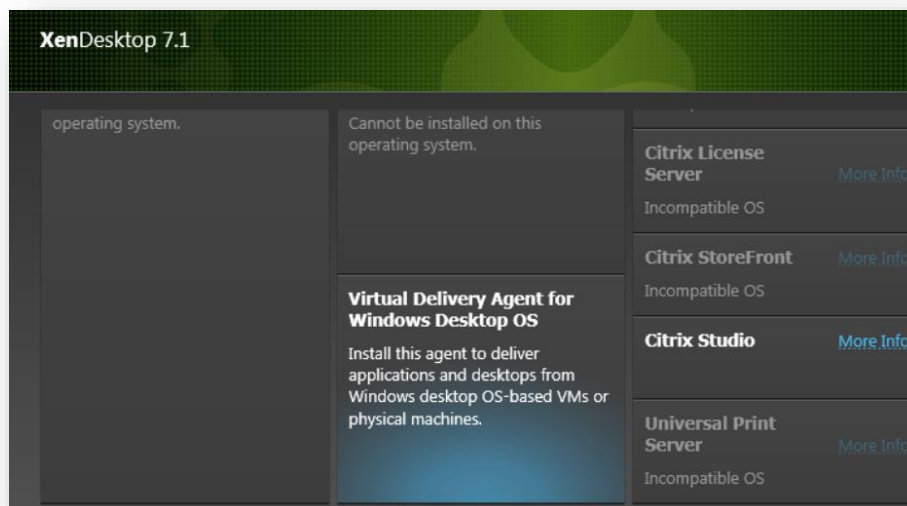 XenDesktop 7.1
operating system.
Cannot be installed on this
operating system.
Virtual Delivery Agent for
Windows Desktop OS
Install this agent to deliver
applications and desktops from
Windows desktop OS-based VMs or
physical machines.
Citrix License
Server
More Info
Incompatible OS
Citrix StoreFront
More Info
Incompatible OS
Citrix Studio
More Info
Universal Print
Server
More Info
Incompatible OS